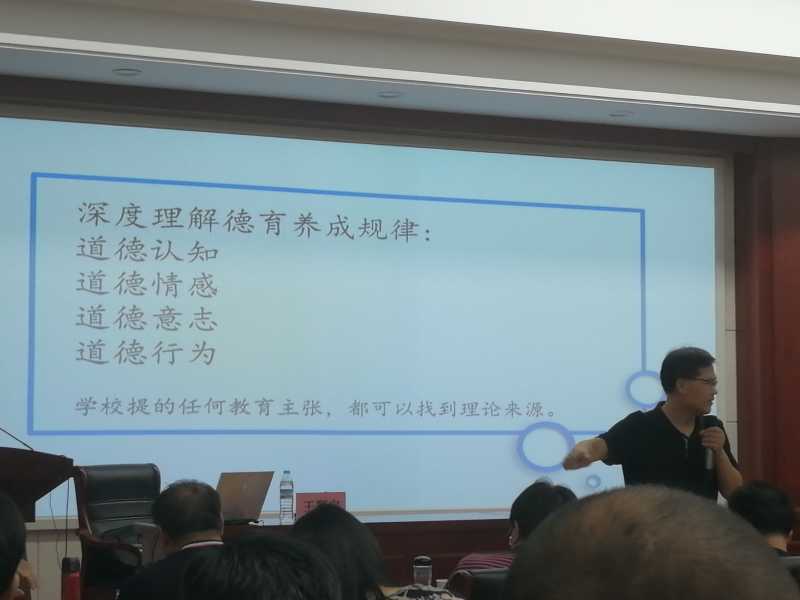 深度理解德育养成规律：
道德认知
道德情感
道德意志
道德行为
学校提的任何教育主张，都可以找到理论来源。